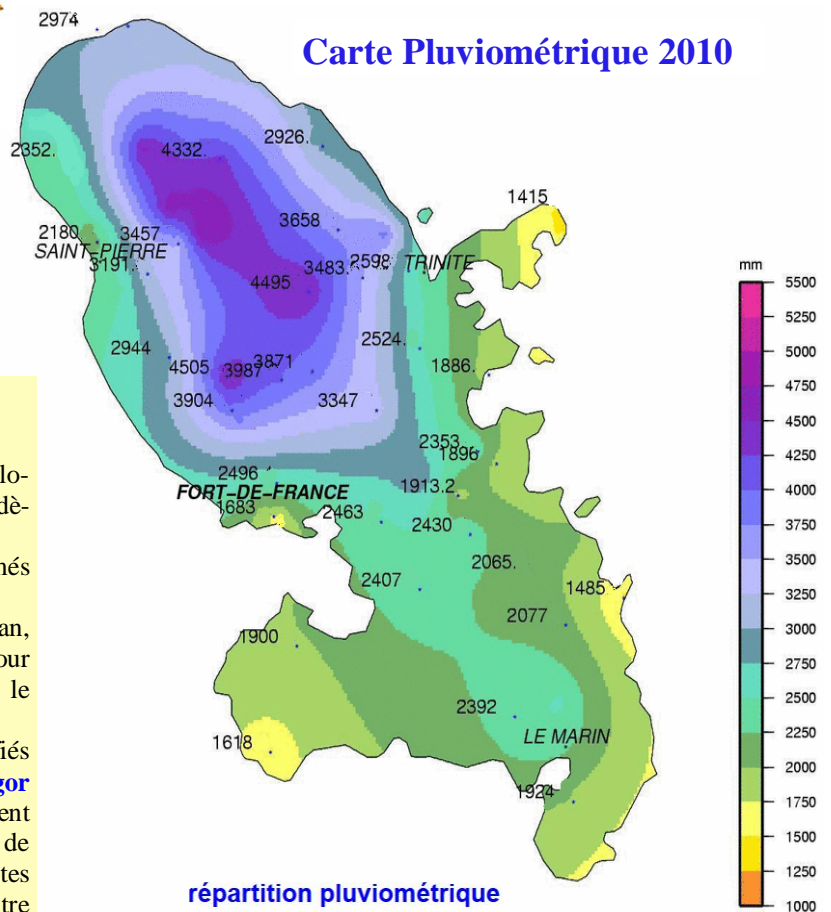 Carte Pluviométrique 2010
2974
2926.
2352.
4332.
1415
2180
3457
3658
SAINT-PIERRE
3191.
3483.
2598
TRINITE
4495
mm
5500
5250
5000
4750
4500
4250
4000
3750
3500
3250
3000
2750
2500
2250
2000
1750
1500
1250
1000
2944
2524.
4505
3987
3871
1886.
3904
3347
2353
1896
2496
FORT-DE-FRANCE
1913.2
1683
2463
2430
2407
2065.
1485
2077
1900
2392
1618
LE MARIN
1924
répartition pluviométrique
lo-
dè-
nés
an,
our
le
iés
gor
ent
de
tes
tre